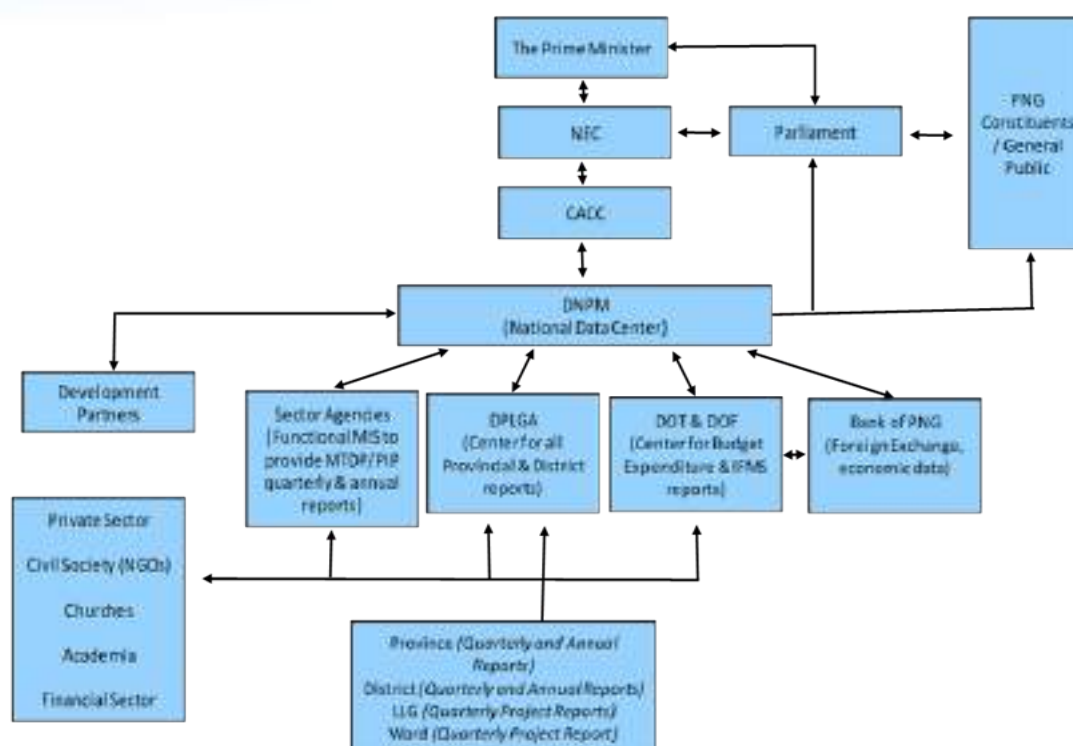 The Prime Minister
NEC
Parliament
PNG
Constituents
/ General
Public
CACC
DNPM
(National Data Center)
Development
Partners
Sector Agencies
(Functional MIS to
provide MTDP/PIP
quarterly & annual
reports)
DPLGA
(Center for all
Provincial & District
reports)
DOT & DOF
(Center for Budget
Expenditure & IFMS
reports)
Bank of PNG
(Foreign Exchange,
economic data)
Private Sector
Civil Society (NGOs)
Churches
Academia
Financial Sector
Province (Quarterly and Annual
Reports)
District (Quarterly and Annual Reports)
LLG (Quarterly Project Reports)
Ward (Quarterly Project Report)